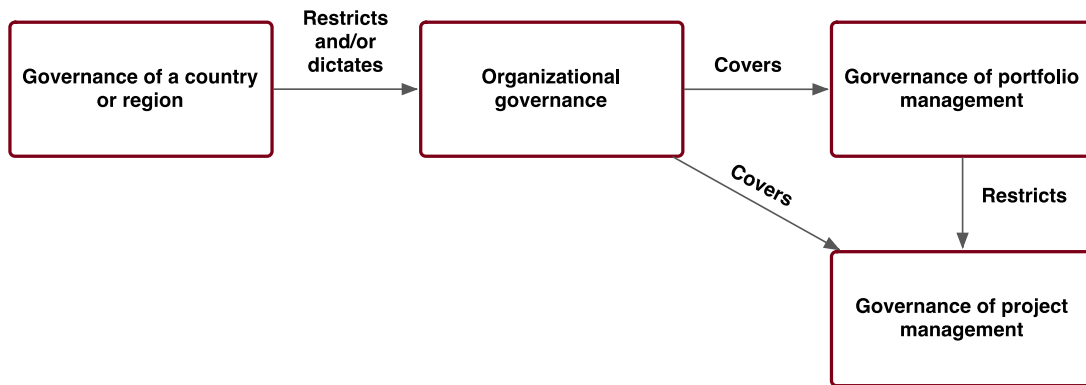 Governance of a country
or region
Restricts
and/or
dictates
Organizational
governance
Covers
Gorvernance of portfolio
management
Covers
Restricts
Governance of project
management